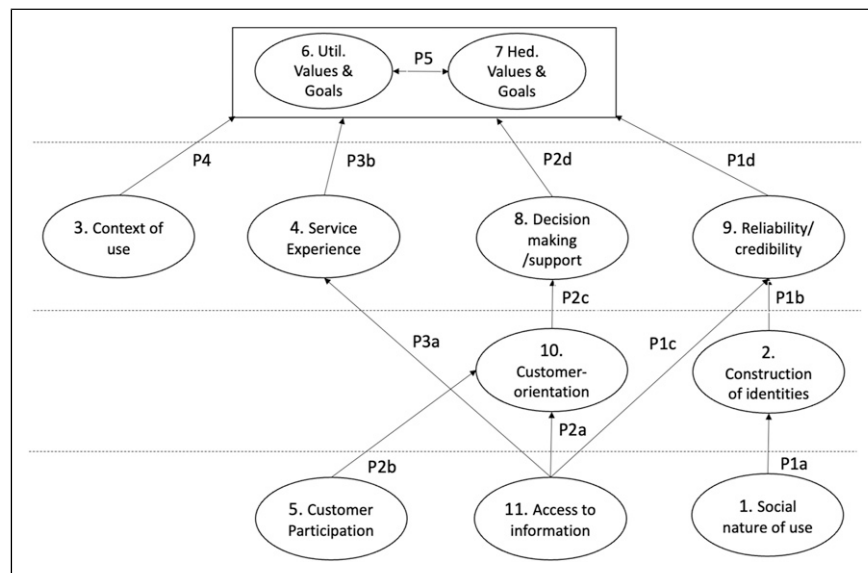 6. Util.
Values &
Goals
P5
7 Hed.
Values &
Goals
P4
P3b
P2d
P1d
3. Context of
use
4. Service
Experience
8. Decision
making
/support
9. Reliability/
credibility
P2c
P1b
P3a
P1c
10.
Customer-
orientation
2.
Construction
of identities
P2a
P2b
P1a
5. Customer
Participation
11. Access to
information
1. Social
nature of use